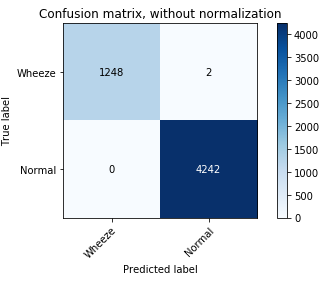 Confusion matrix, without normalization
True label
Wheeze
Normal
1248
2
0
4242
Wheeze
Normal
Predicted label
4000
3500
3000
2500
2000
1500
1000
500
0